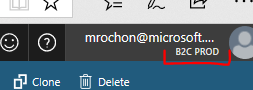 mrochon@microsoft....
B2C PROD
Clone
Delete